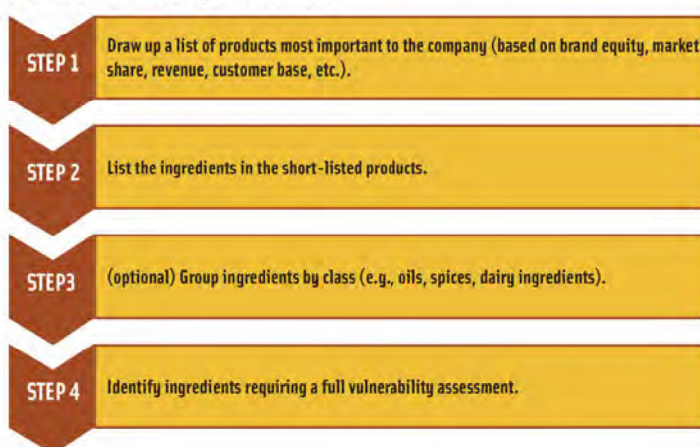 STEP 1
Draw up a list of products most important to the company (based on brand equity, market
share, revenue, customer base, etc.).
STEP 2
List the ingredients in the short-listed products.
STEP3
(optional) Group ingredients by class (e.g., oils, spices, dairy ingredients).
STEP 4
Identify ingredients requiring a full vulnerability assessment.